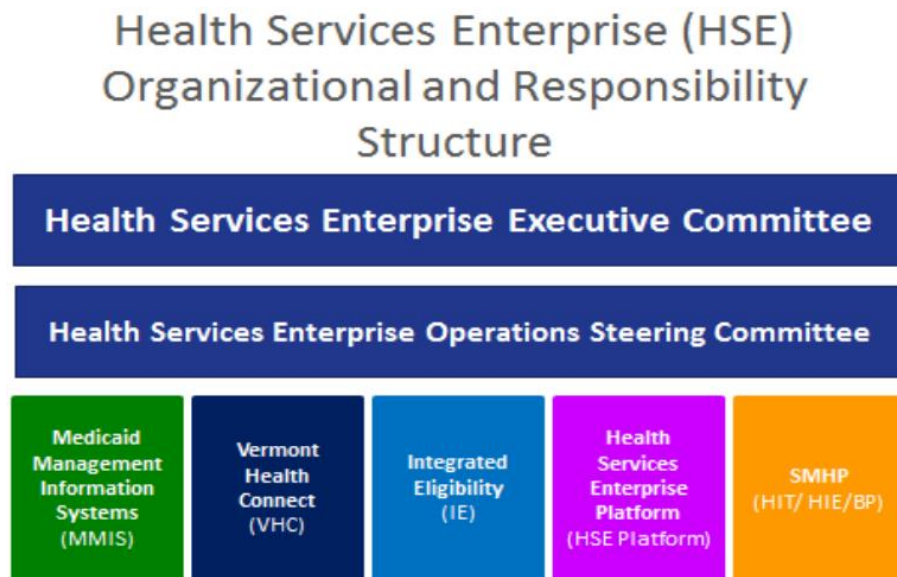 Health Services Enterprise (HSE)
Organizational and Responsibility
Structure
Health Services Enterprise Executive Committee
Health Services Enterprise Operations Steering Committee
Medicaid
Management
Information
Systems
(MMIS)
Vermont
Health
Connect
(VHC)
Integrated
Eligibility
(IE)
Health
Services
Enterprise
Platform
(HSE Platform)
SMHP
(HIT/ HIE/BP)